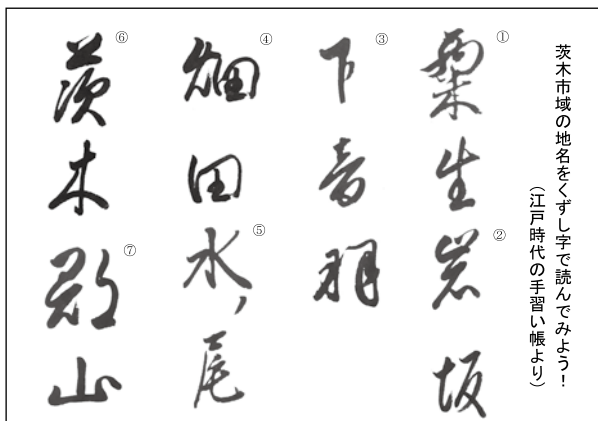 茨木市域の地名をくずし字で読んでみよう！
（江戸時代の手習い帳より）
①粟生
②岩坂
③下音羽
④畑田
⑤水ノ尾
⑥茨木
⑦郡山